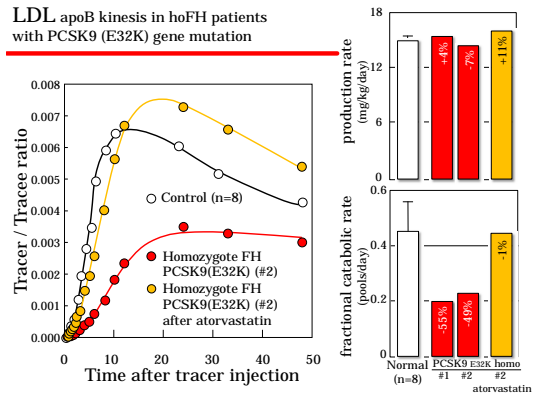 LDL apoB kinesis in hoFH patients
with PCSK9 (E32K) gene mutation
Tracer / Tracee ratio
0.008
0.007
0.006
0.005
0.004
0.003
0.002
0.001
0.000
0 10 20 30 40 50
Time after tracer injection
Control (n=8)
Homozygote FH
PCSK9(E32K) (#2)
Homozygote FH
PCSK9(E32K) (#2)
after atorvastatin
production rate
(mg/kg/day)
18
12
6
0
+4%
-7%
+11%
fractional catabolic rate
(pools/day)
0.6
0.4
0.2
0
-55%
-49%
-1%
Normal
(n=8)
PCSK9 E32K homo
#1 #2 #2
atorvastatin